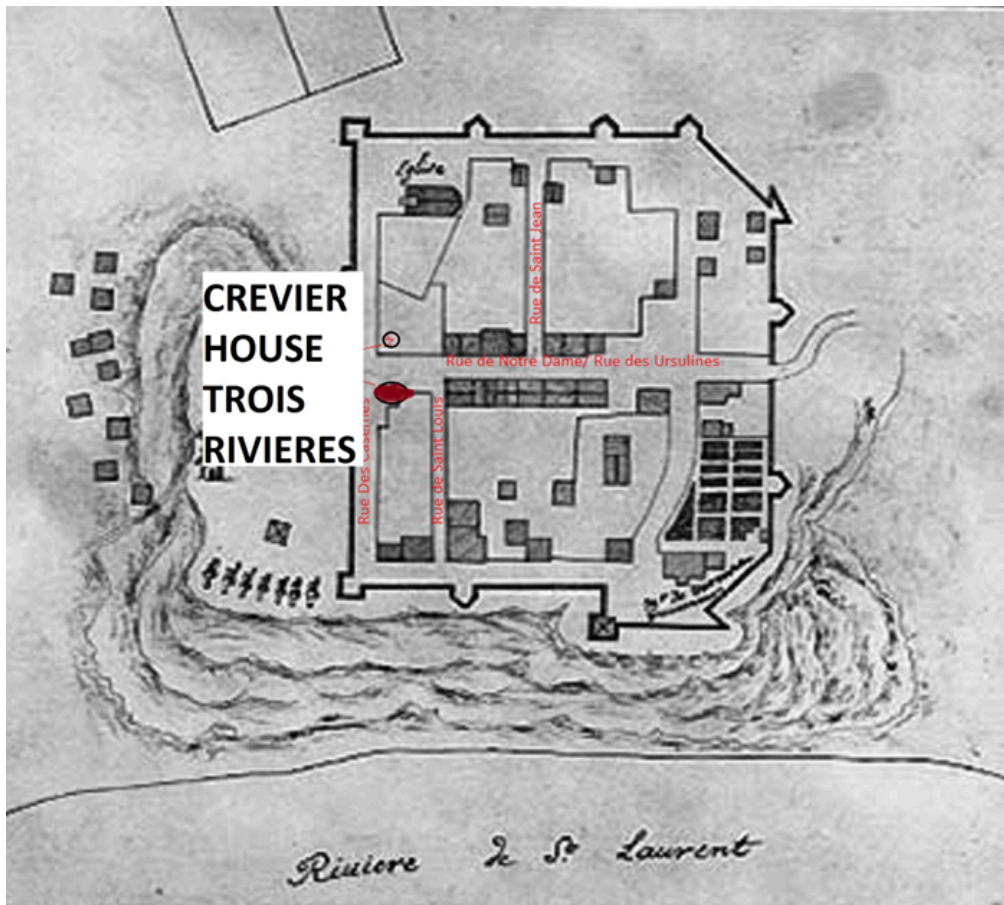 Eglise
Rue de Saint Jean
CREVIER
HOUSE
TROIS
RIVIERES
Rue de Notre Dame/ Rue des Ursulines
Rue Des Casernes
Rue de Saint Louis
Riuiere de St. Laurent